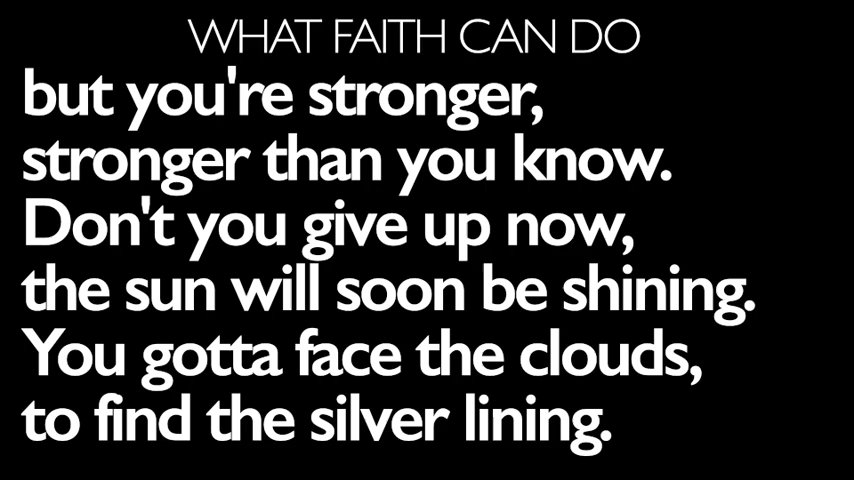 WHAT FAITH CAN DO
but you're stronger,
stronger than you know.
Don't you give up now,
the sun will soon be shining.
You gotta face the clouds,
to find the silver lining.